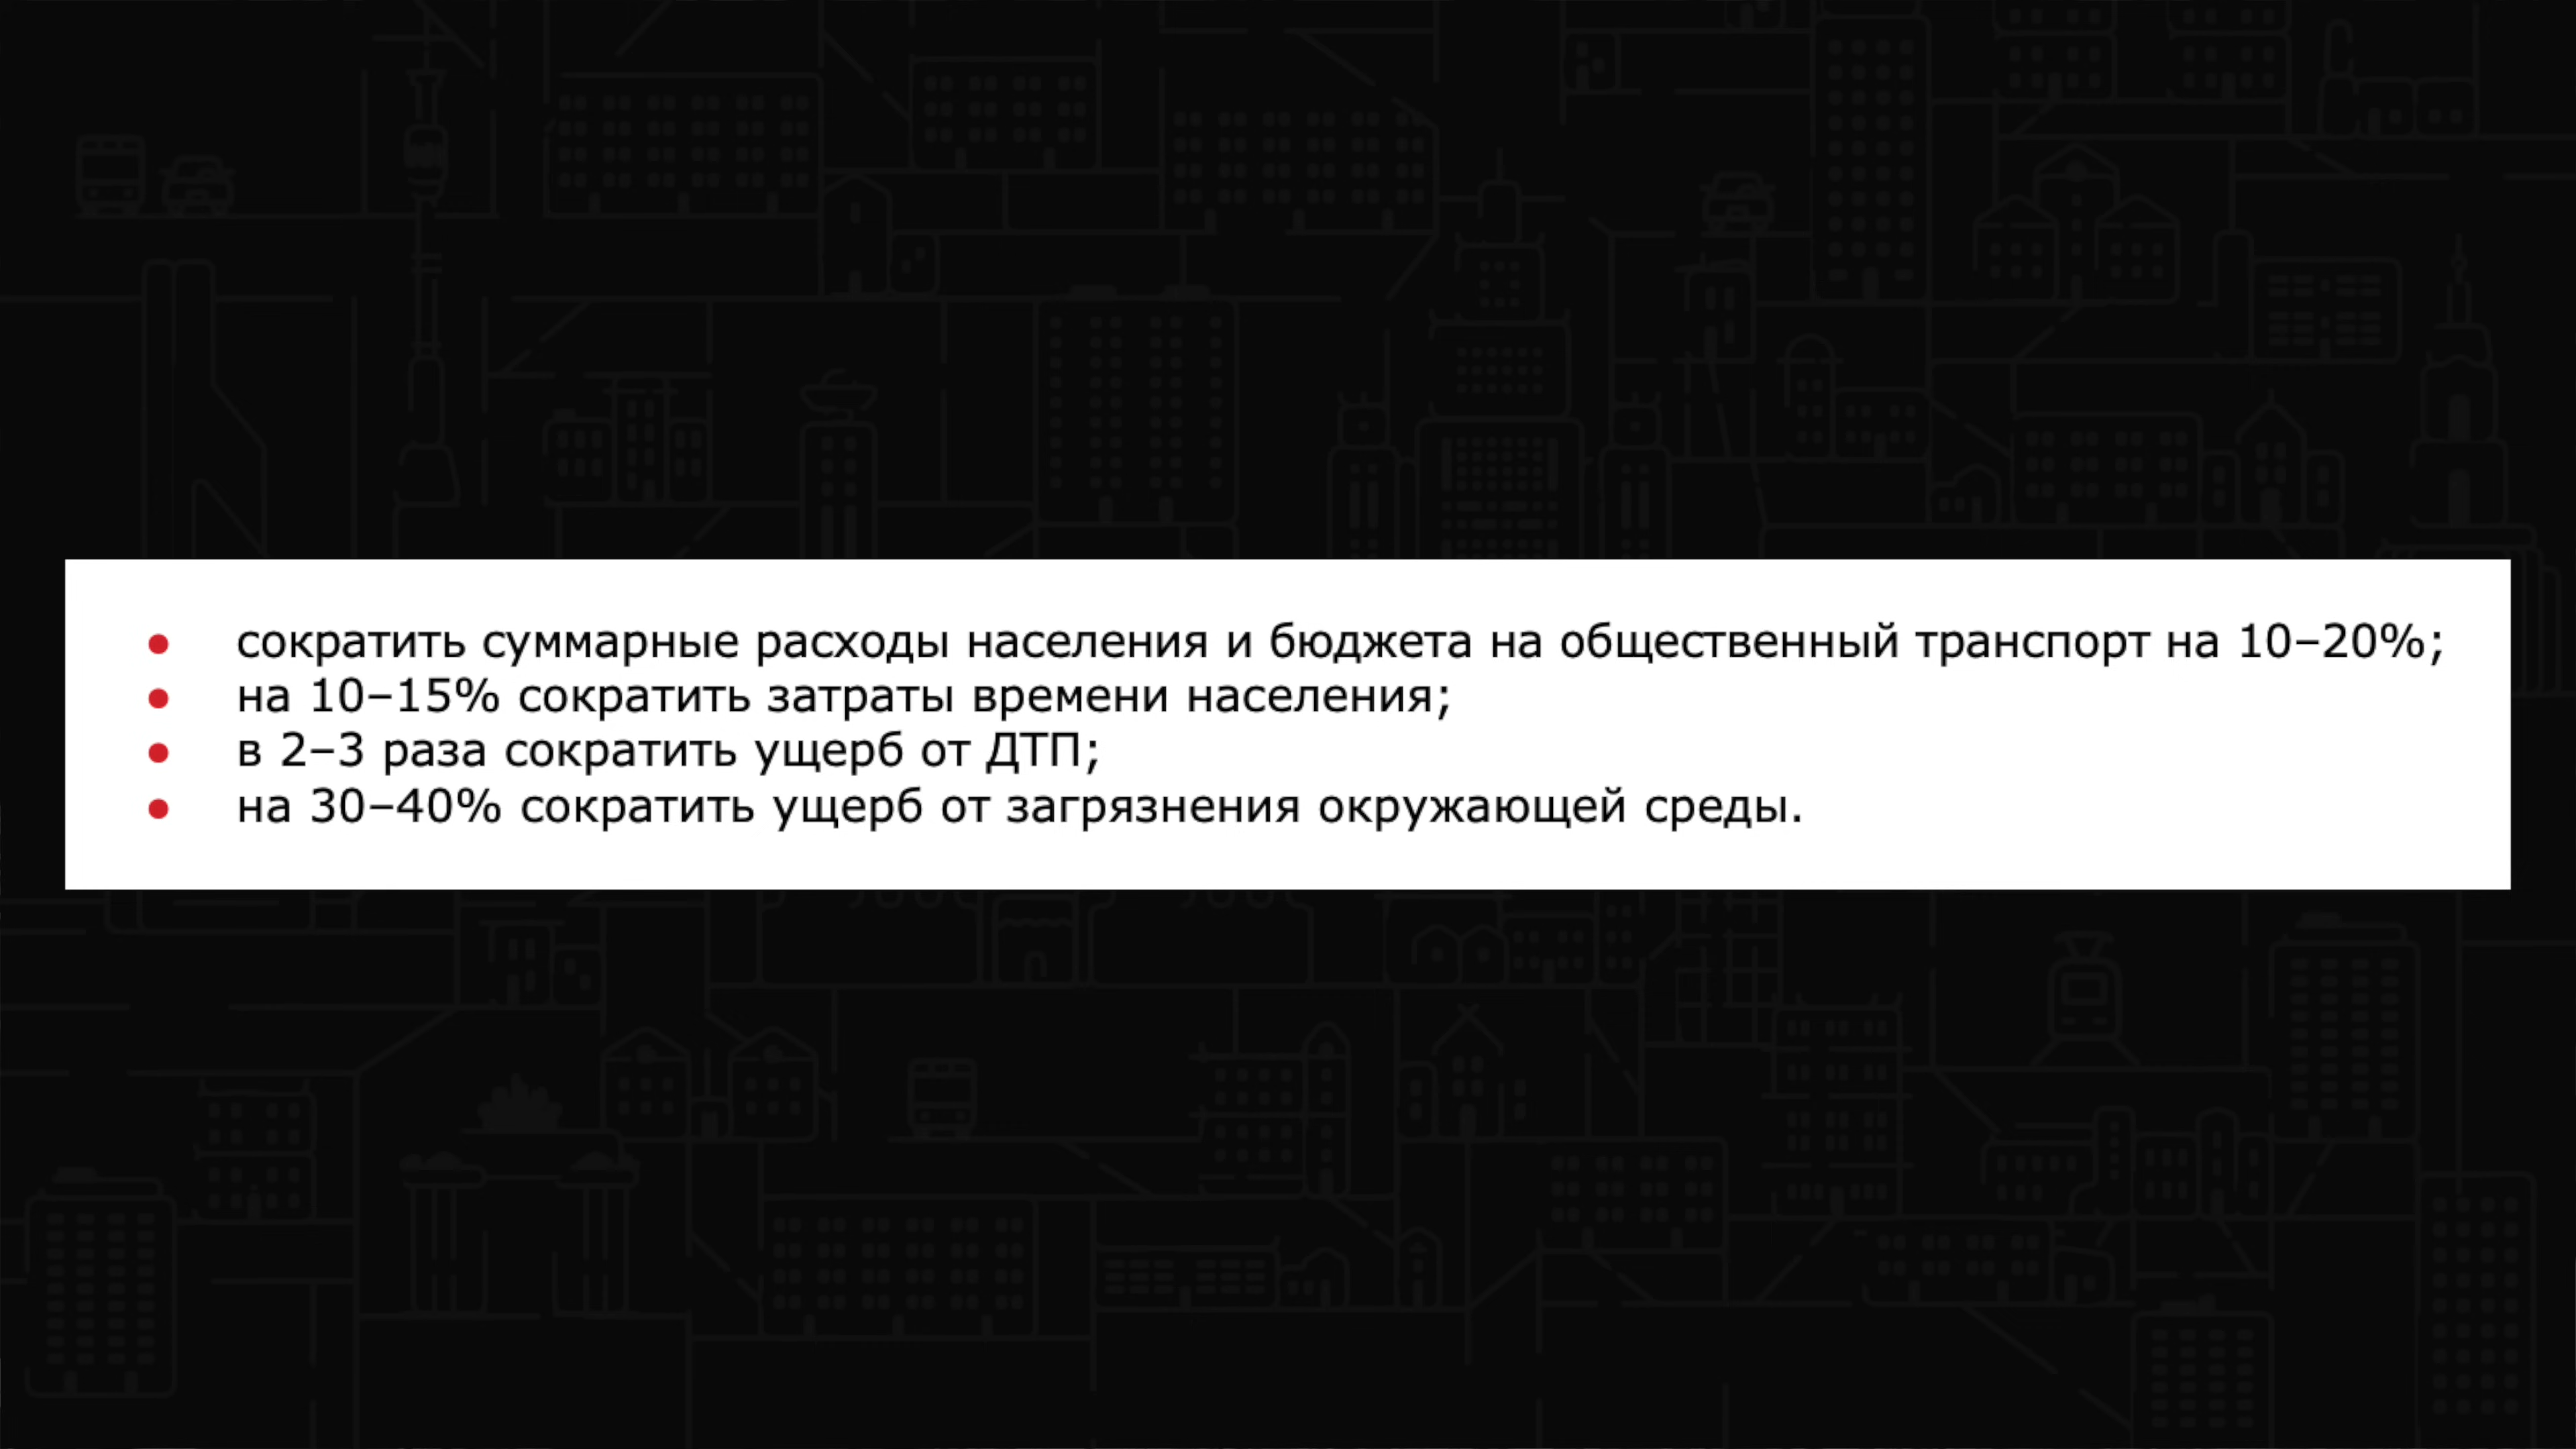 • сократить суммарные расходы населения и бюджета на общественный транспорт на 10–20%;
• на 10–15% сократить затраты времени населения;
• в 2–3 раза сократить ущерб от ДТП;
• на 30–40% сократить ущерб от загрязнения окружающей среды.